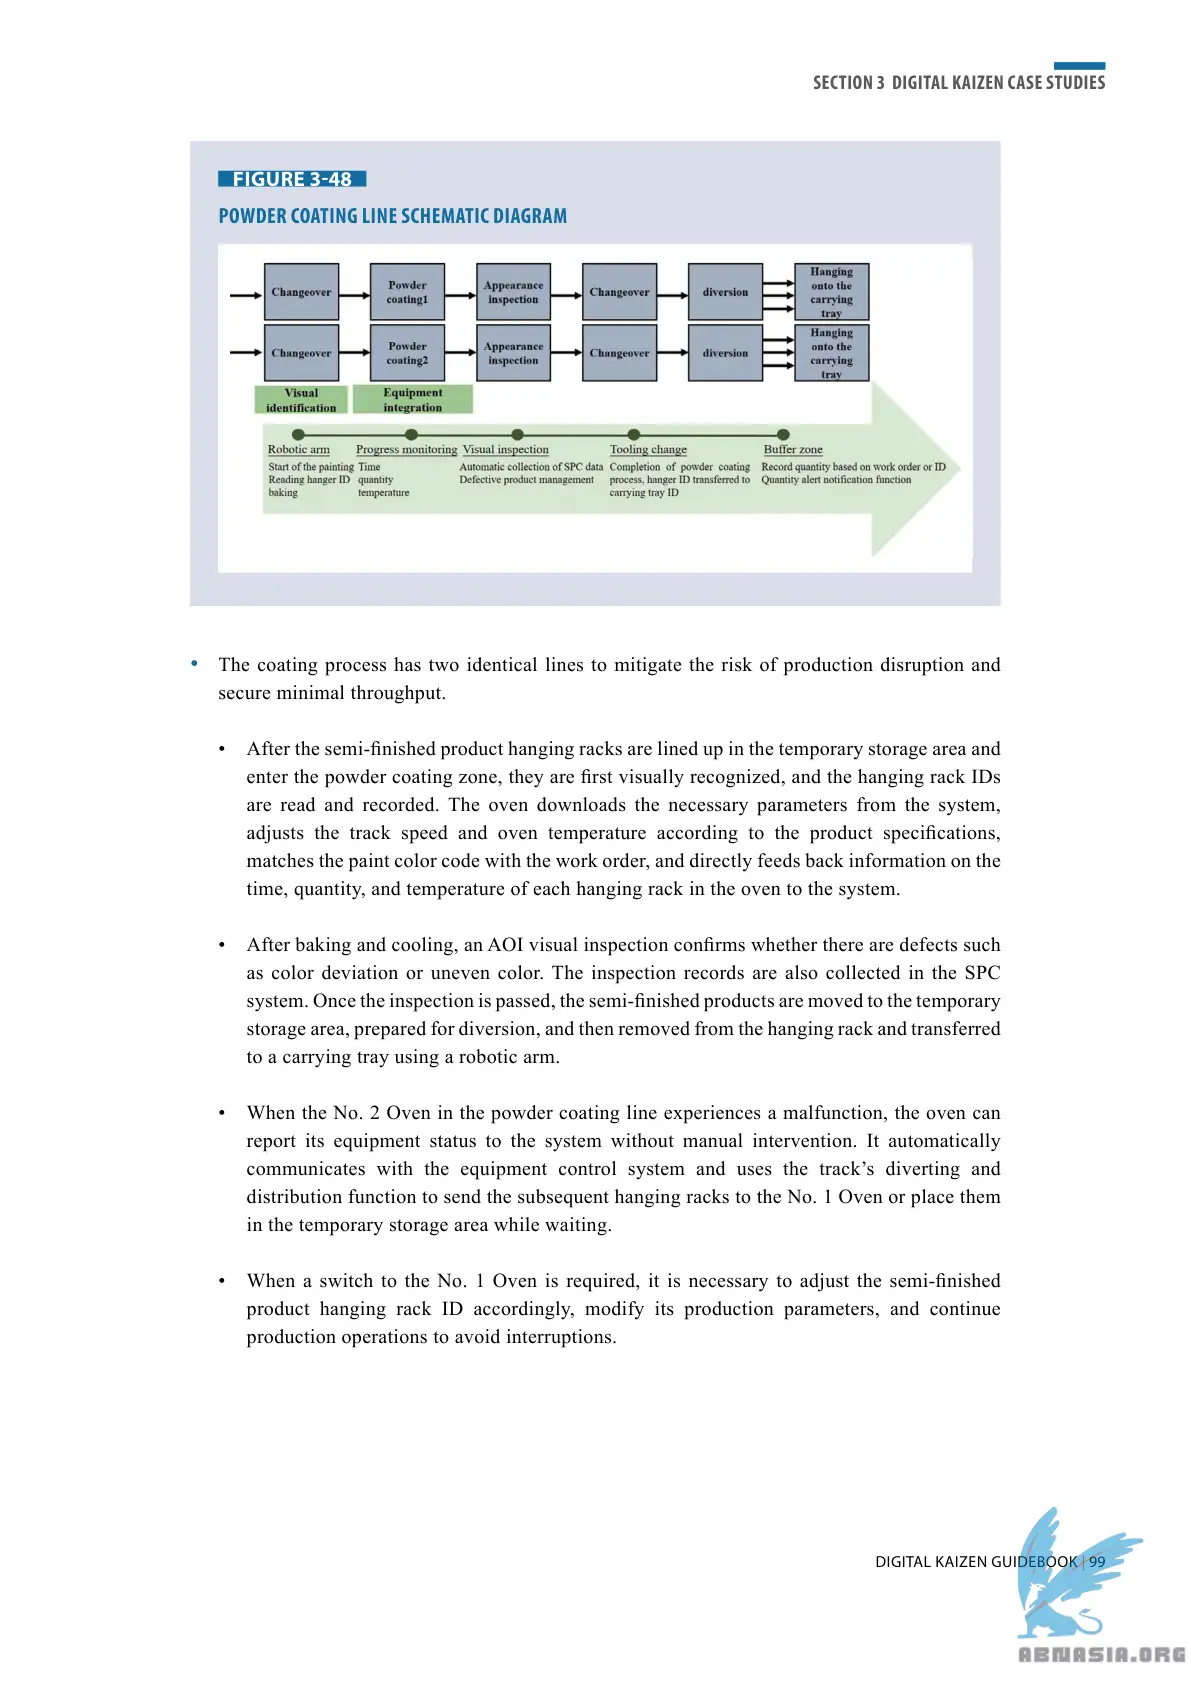 SECTION 3 DIGITAL KAIZEN CASE STUDIES
FIGURE 3-48
POWDER COATING LINE SCHEMATIC DIAGRAM
Changeover
Powder
coating1
Appearance
inspection
Changeover
diversion
Hanging
onto the
carrying
tray
Changeover
Powder
coating2
Appearance
inspection
Changeover
diversion
Hanging
onto the
carrying
tray
Visual
identification
Equipment
integration
Robotic arm
Start of the painting
Reading hanger ID
baking
Progress monitoring
Time
quantity
temperature
Visual inspection
Automatic collection of SPC data
Defective product management
Tooling change
Completion of powder coating
process, hanger ID transferred to
carrying tray ID
Buffer zone
Record quantity based on work order or ID
Quantity alert notification function
• The coating process has two identical lines to mitigate the risk of production disruption and
secure minimal throughput.
• After the semi-finished product hanging racks are lined up in the temporary storage area and
enter the powder coating zone, they are first visually recognized, and the hanging rack IDs
are read and recorded. The oven downloads the necessary parameters from the system,
adjusts the track speed and oven temperature according to the product specifications,
matches the paint color code with the work order, and directly feeds back information on the
time, quantity, and temperature of each hanging rack in the oven to the system.
• After baking and cooling, an AOI visual inspection confirms whether there are defects such
as color deviation or uneven color. The inspection records are also collected in the SPC
system. Once the inspection is passed, the semi-finished products are moved to the temporary
storage area, prepared for diversion, and then removed from the hanging rack and transferred
to a carrying tray using a robotic arm.
• When the No. 2 Oven in the powder coating line experiences a malfunction, the oven can
report its equipment status to the system without manual intervention. It automatically
communicates with the equipment control system and uses the track’s diverting and
distribution function to send the subsequent hanging racks to the No. 1 Oven or place them
in the temporary storage area while waiting.
• When a switch to the No. 1 Oven is required, it is necessary to adjust the semi-finished
product hanging rack ID accordingly, modify its production parameters, and continue
production operations to avoid interruptions.
DIGITAL KAIZEN GUIDEBOOK | 99
ABNASIA.ORG